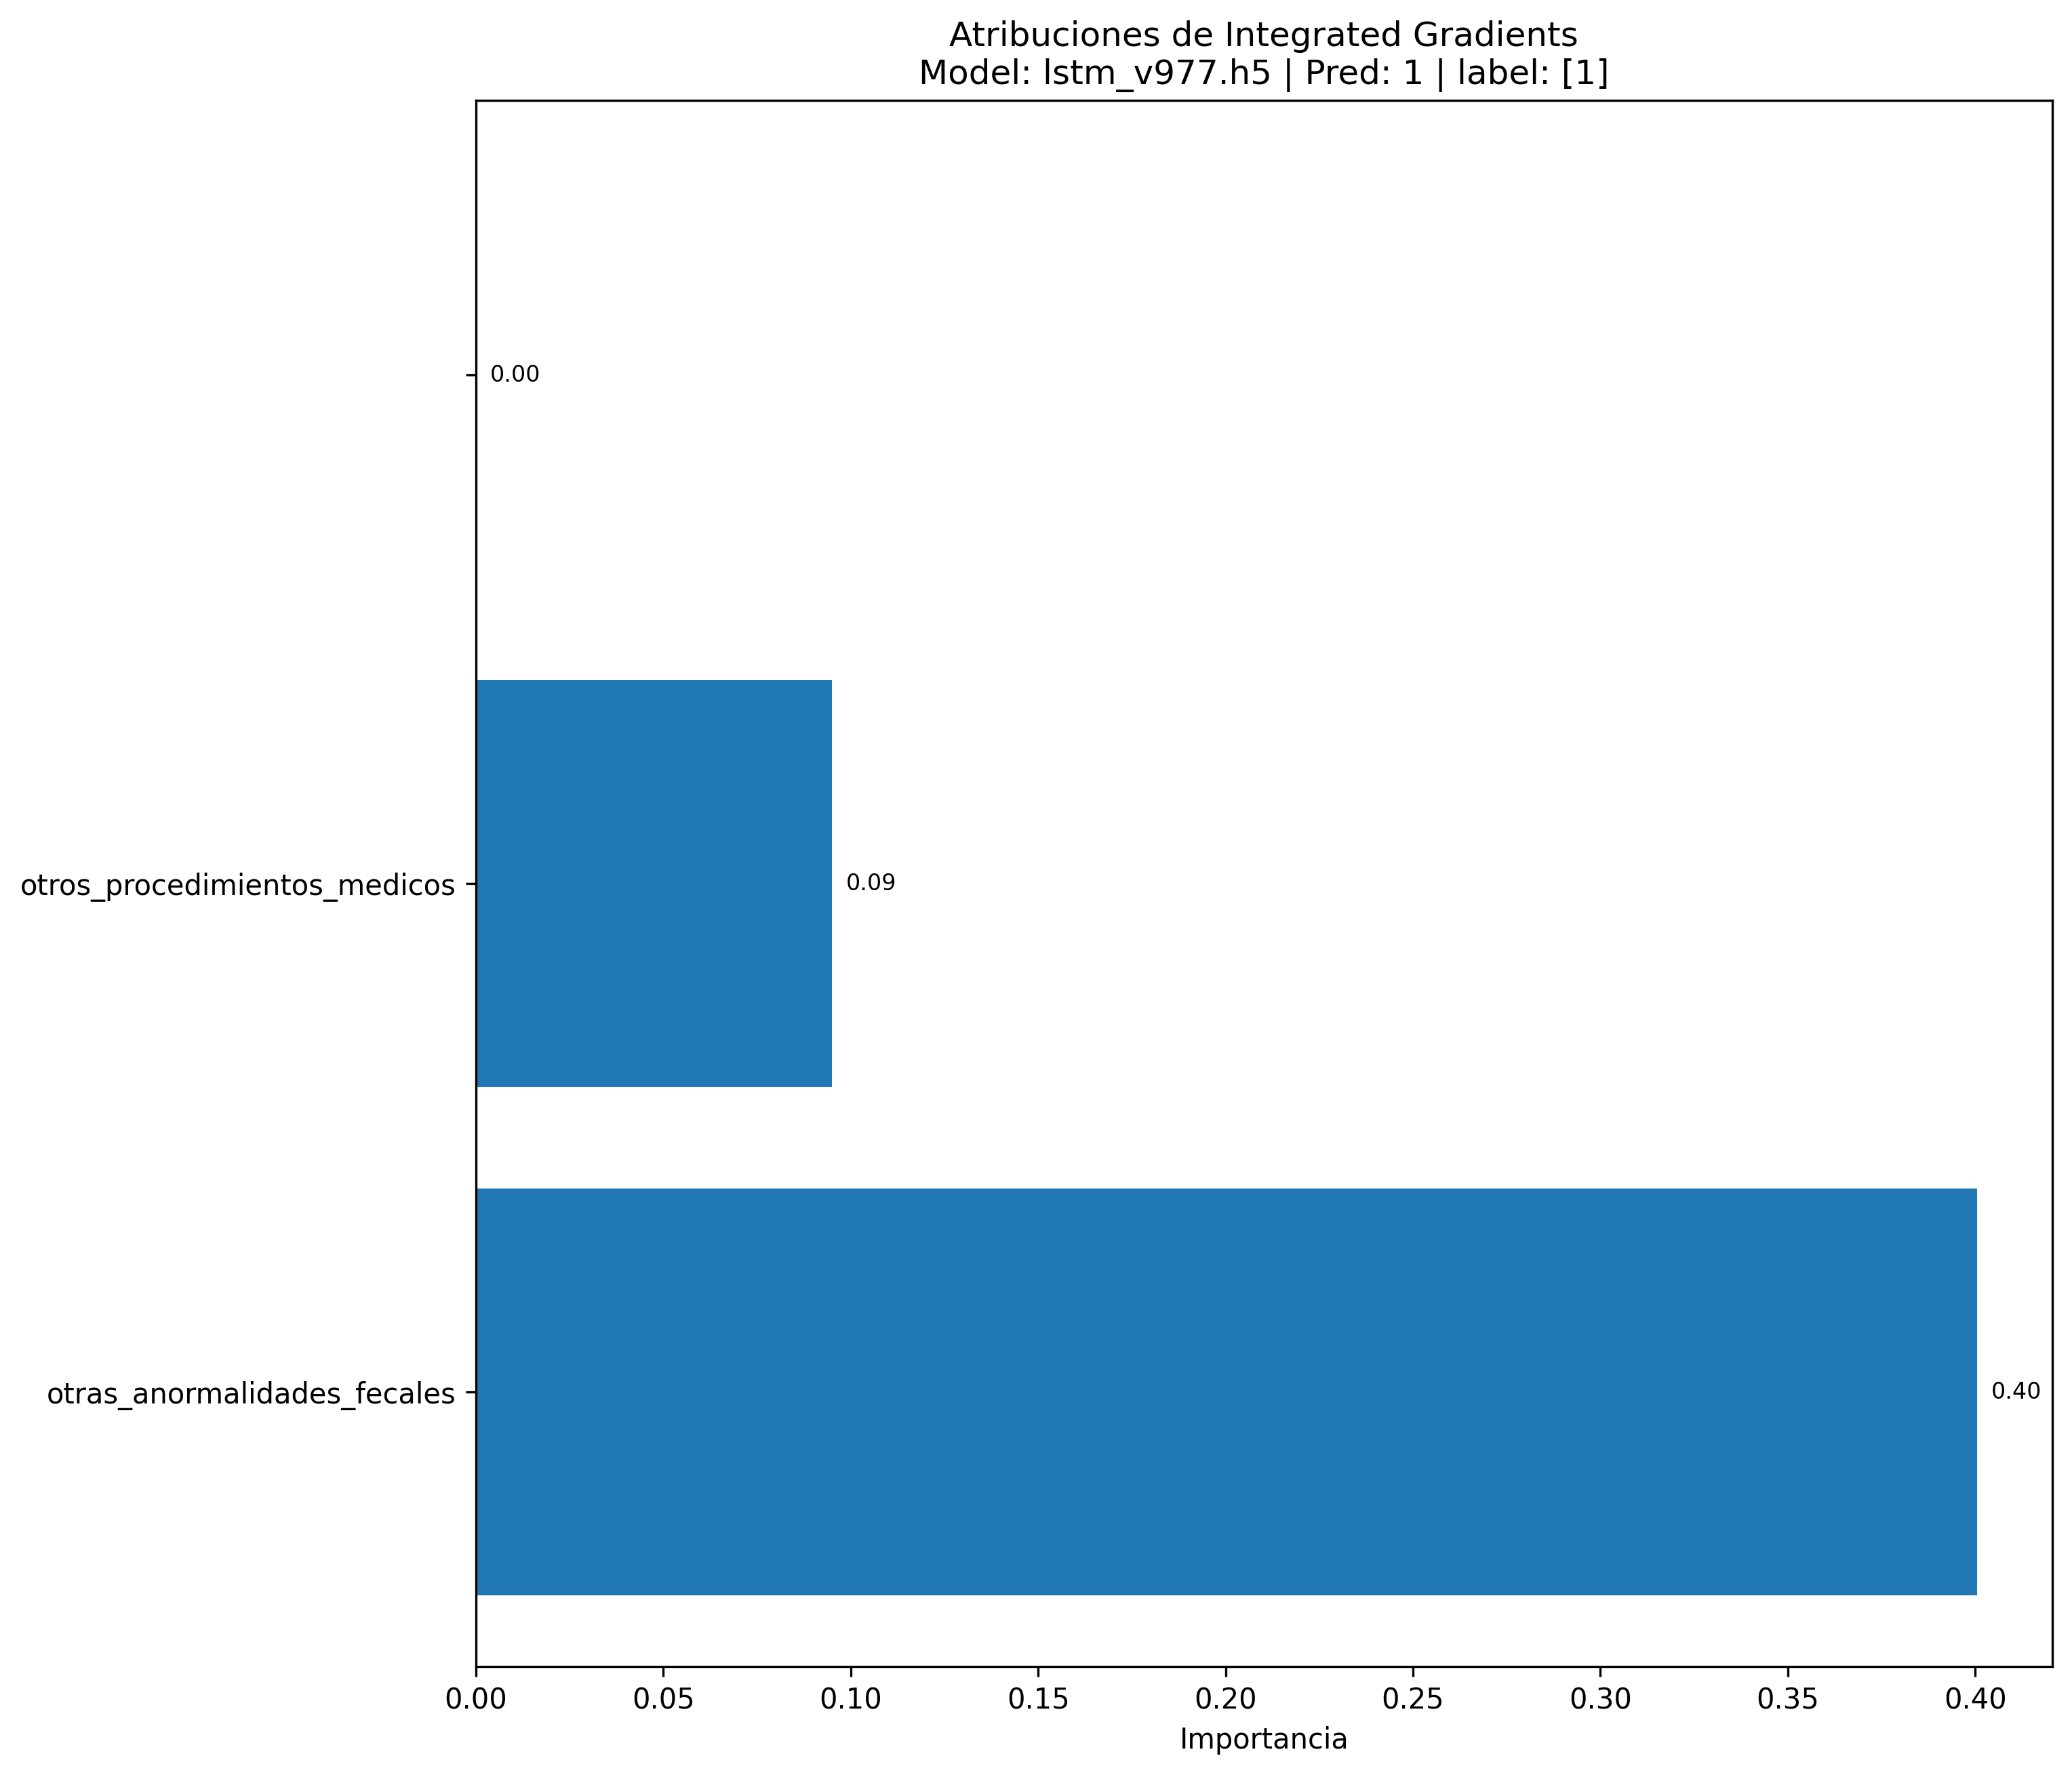 Atribuciones de Integrated Gradients
Model: lstm_v977.h5 | Pred: 1 | label: [1]
0.00
otros_procedimientos_medicos
0.09
otras_anormalidades_fecales
0.40
0.00 0.05 0.10 0.15 0.20 0.25 0.30 0.35 0.40
Importancia